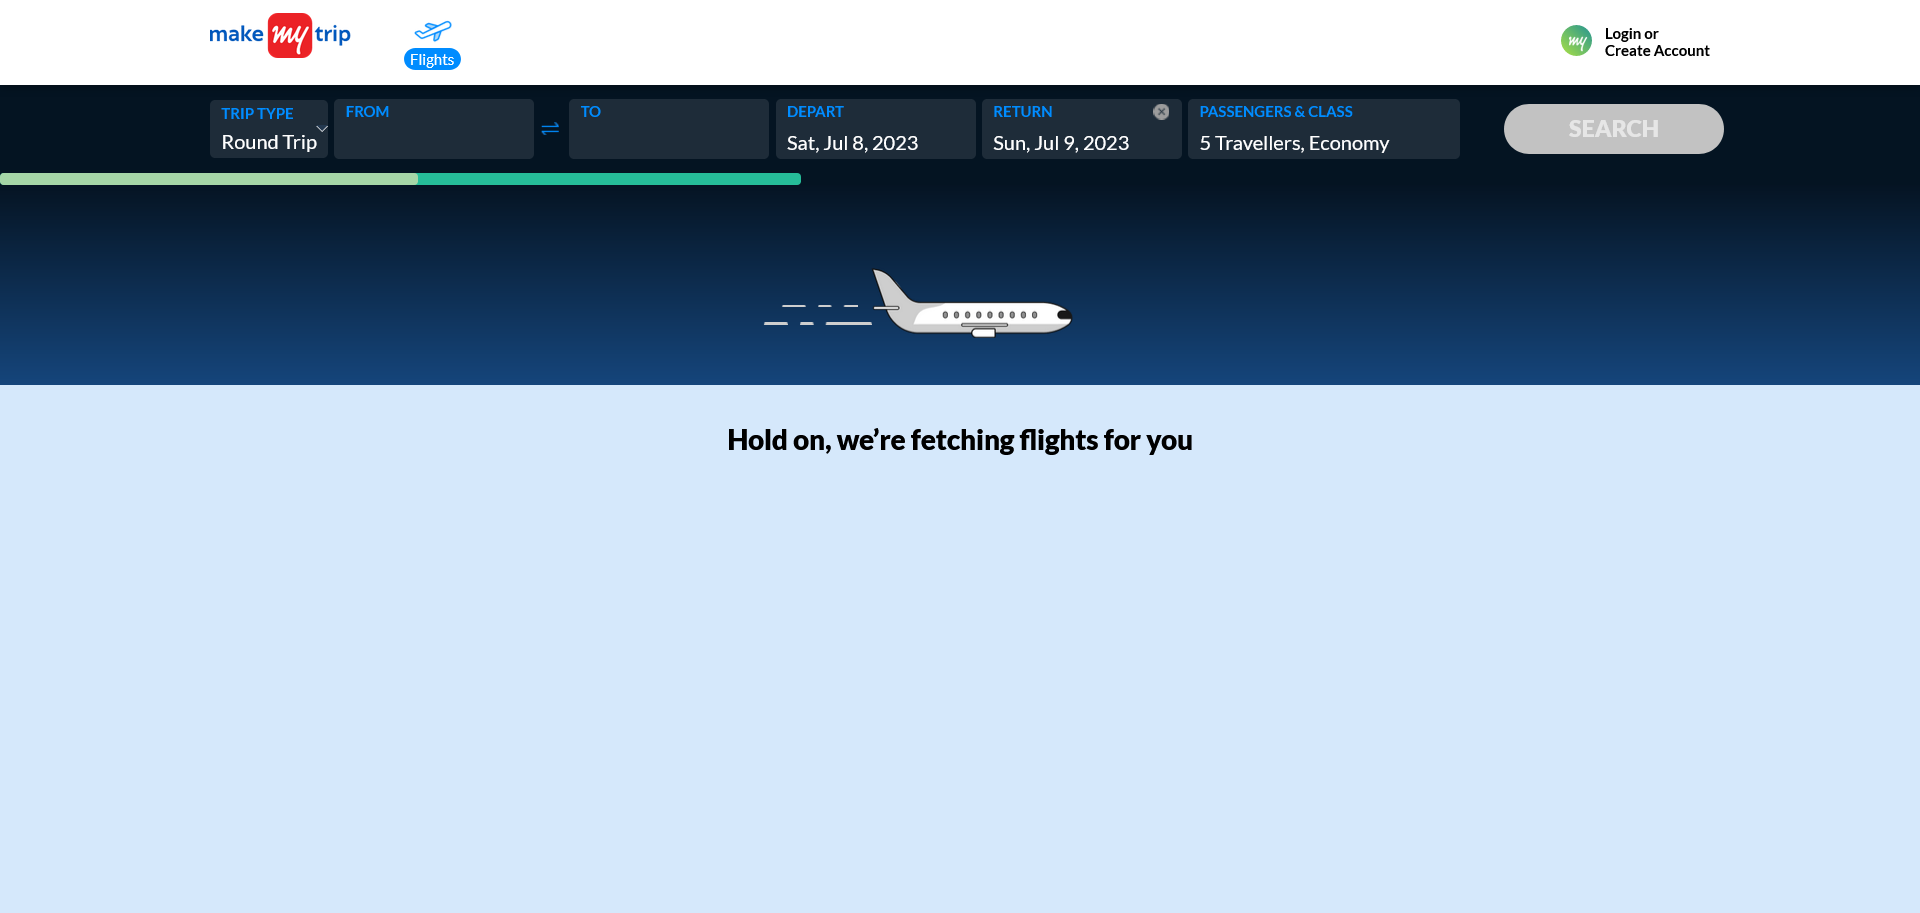 make my trip
Flights
my
Login or
Create Account
TRIP TYPE
Round Trip
FROM
TO
DEPART
Sat, Jul 8, 2023
RETURN
Sun, Jul 9, 2023
PASSENGERS & CLASS
5 Travellers, Economy
SEARCH
Hold on, we’re fetching flights for you